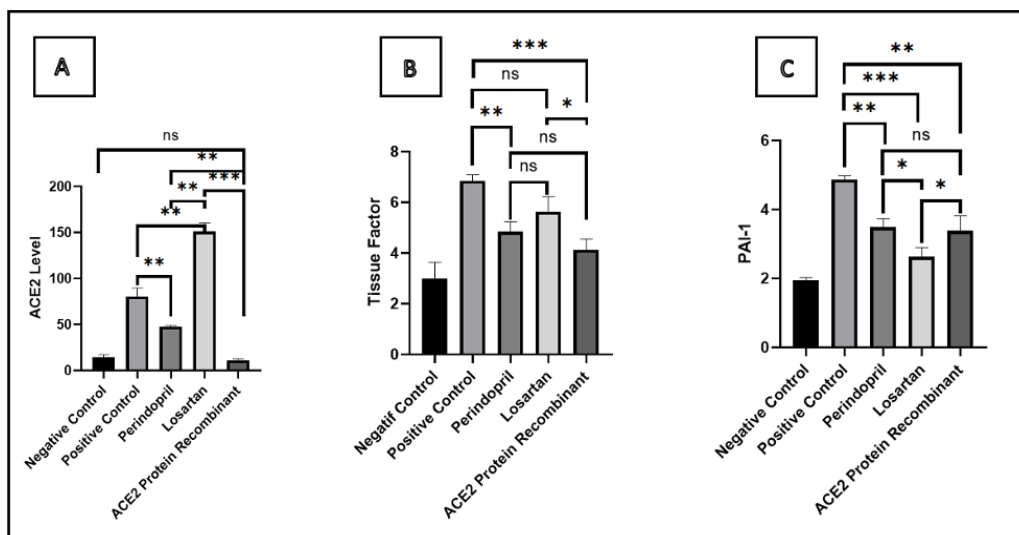 A
ns
**
**
***
**
**
200
150
100
50
0
ACE2 Level
Negative Control
Positive Control
Perindopril
Losartan
ACE2 Protein Recombinant
B
***
ns
*
**
ns
ns
8
6
4
2
0
Tissue Factor
Negatif Control
Positive Control
Perindopril
Losartan
ACE2 Protein Recombinant
C
**
***
**
ns
*
*
6
4
2
0
PAI-1
Negative Control
Positive Control
Perindopril
Losartan
ACE2 Protein Recombinant